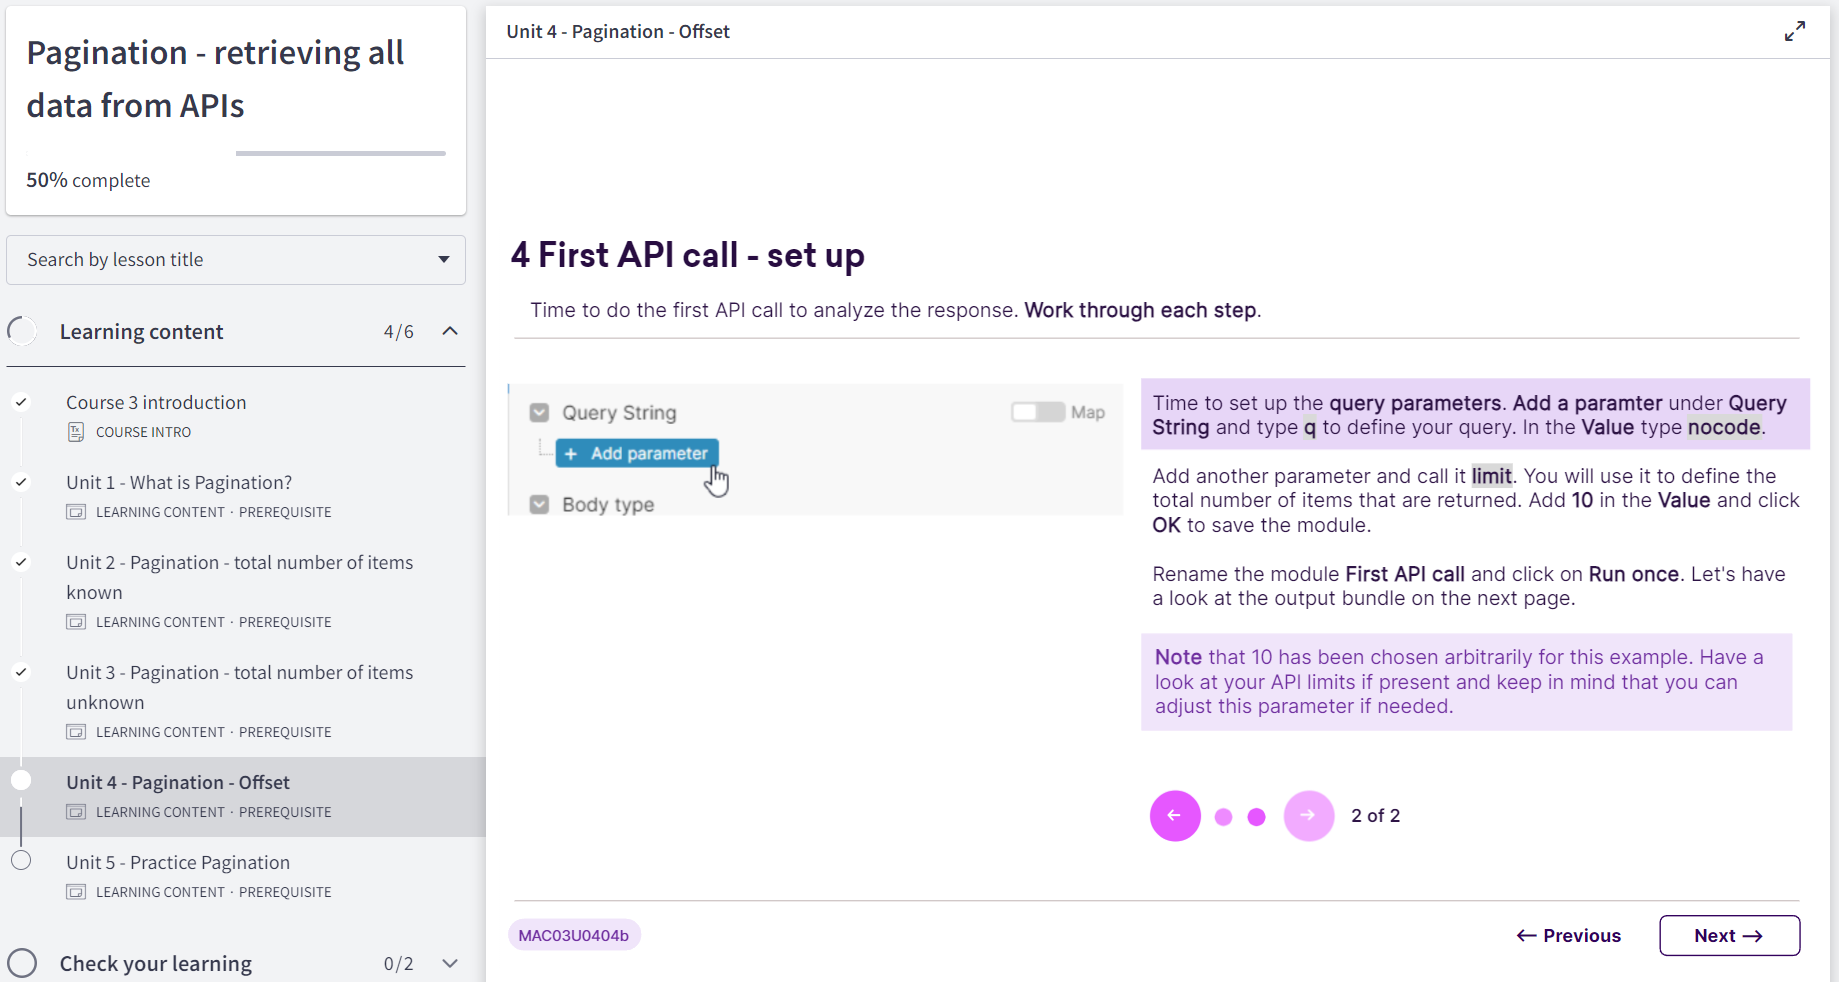 Pagination - retrieving all
data from APIs
50% complete
Search by lesson title
Learning content 4/6
Course 3 introduction
COURSE INTRO
Unit 1 - What is Pagination?
LEARNING CONTENT · PREREQUISITE
Unit 2 - Pagination - total number of items
known
LEARNING CONTENT · PREREQUISITE
Unit 3 - Pagination - total number of items
unknown
LEARNING CONTENT · PREREQUISITE
Unit 4 - Pagination - Offset
LEARNING CONTENT · PREREQUISITE
Unit 5 - Practice Pagination
LEARNING CONTENT · PREREQUISITE
Check your learning 0/2
Unit 4 - Pagination - Offset
4 First API call - set up
Time to do the first API call to analyze the response. Work through each step.
Query String Map
+ Add parameter
Body type
Time to set up the query parameters. Add a paramter under Query
String and type q to define your query. In the Value type nocode.
Add another parameter and call it limit. You will use it to define the
total number of items that are returned. Add 10 in the Value and click
OK to save the module.
Rename the module First API call and click on Run once. Let's have
a look at the output bundle on the next page.
Note that 10 has been chosen arbitrarily for this example. Have a
look at your API limits if present and keep in mind that you can
adjust this parameter if needed.
← → 2 of 2
MAC03U0404b
← Previous
Next →